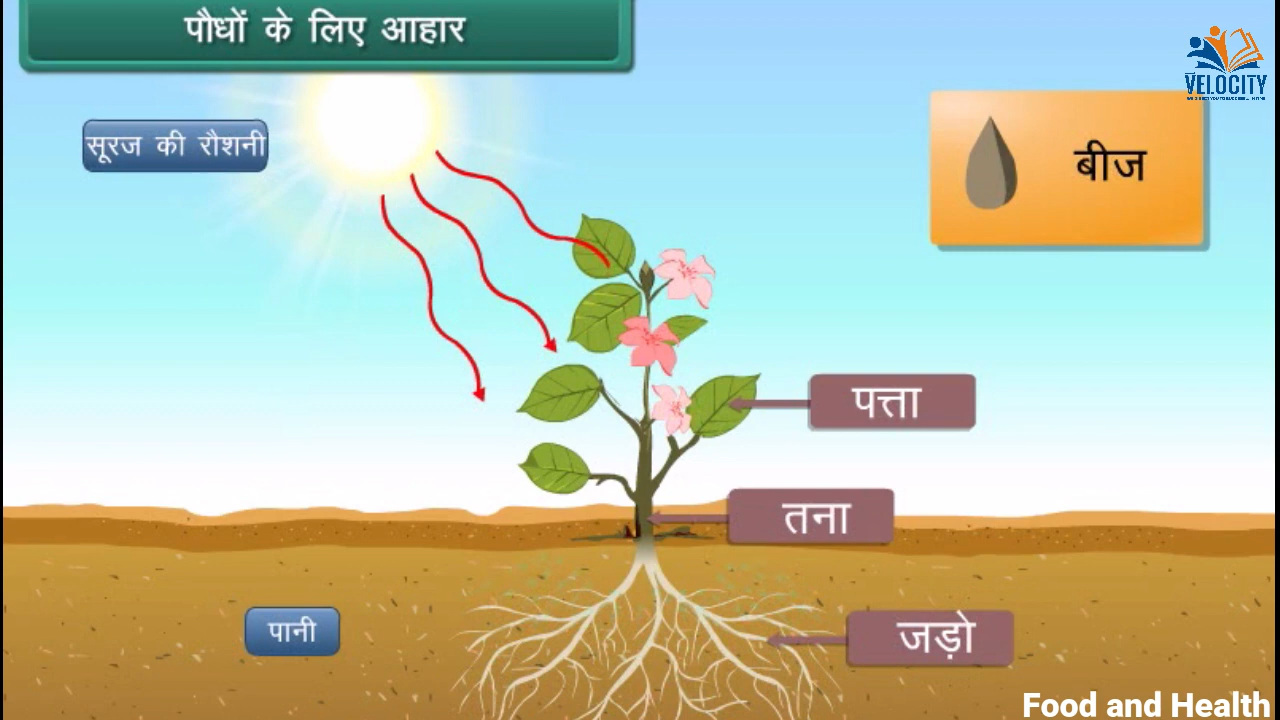 पौधों के लिए आहार
VELOCITY
सूरज की रौशनी
बीज
पत्ता
तना
पानी
जड़ो
Food and Health